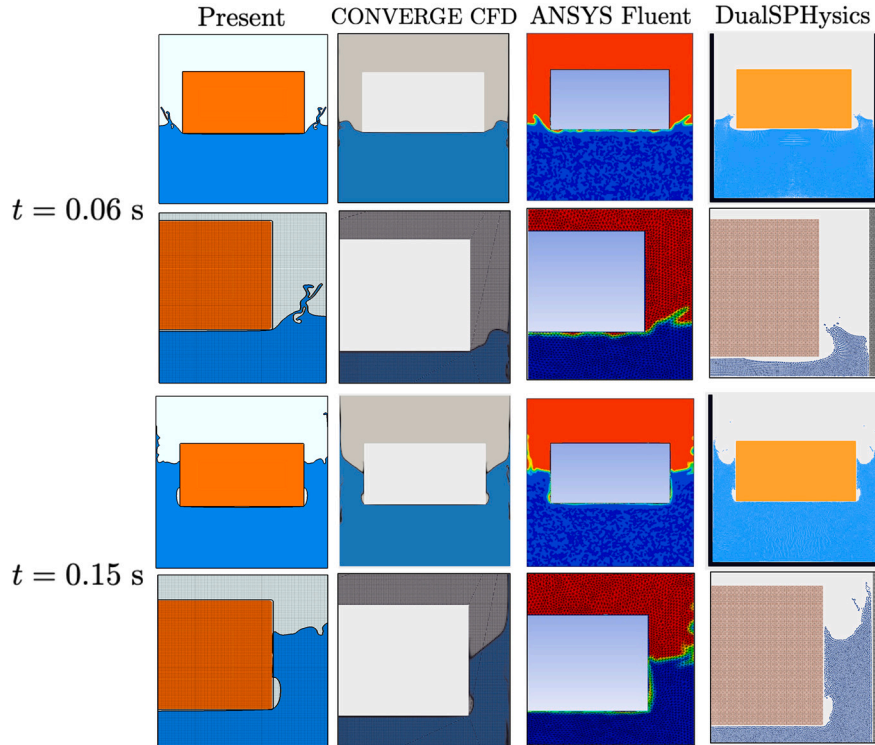 Present CONVERGE CFD ANSYS Fluent DualSPHysics
t = 0.06 s
t = 0.15 s